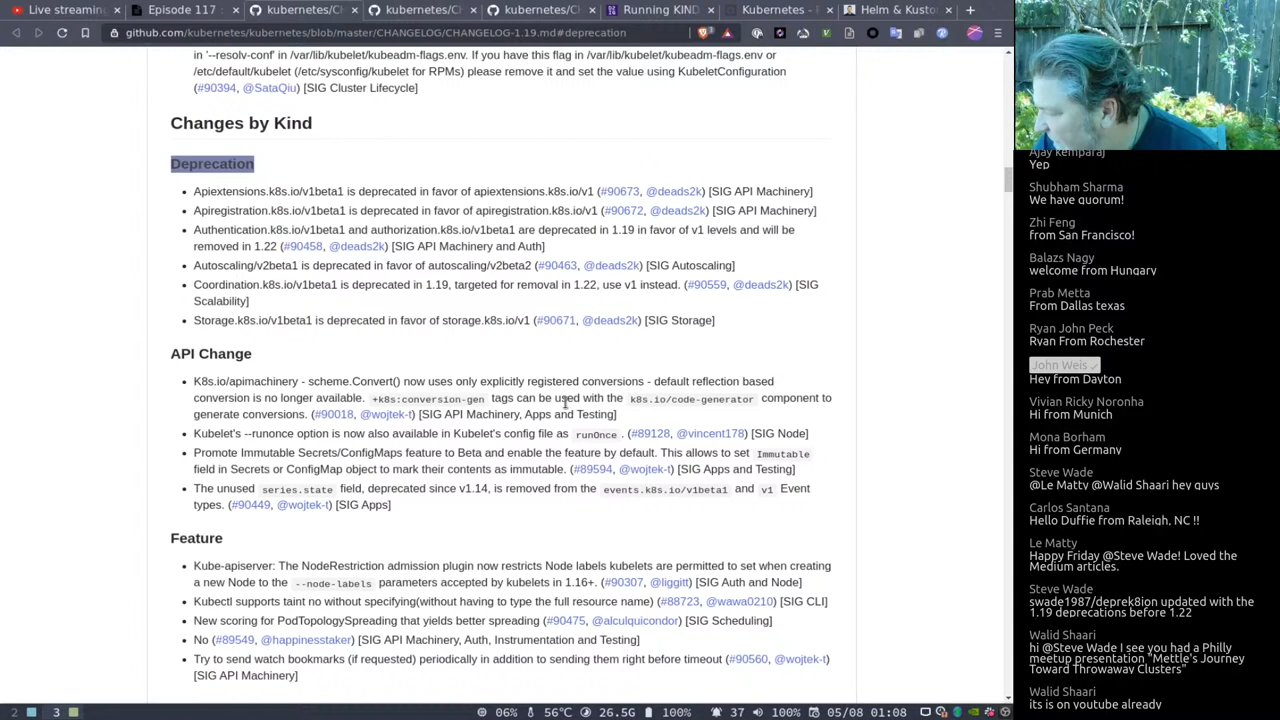 Live streaming
Episode 117 :
kubernetes/CH
kubernetes/CH
kubernetes/CH
Running KIND
Kubernetes -
Helm & Kustom
github.com/kubernetes/kubernetes/blob/master/CHANGELOG/CHANGELOG-1.19.md#deprecation
in '--resolv-conf' in /var/lib/kubelet/kubeadm-flags.env. If you have this flag in /var/lib/kubelet/kubeadm-flags.env or
/etc/default/kubelet (/etc/sysconfig/kubelet for RPMs) please remove it and set the value using KubeletConfiguration
(#90394, @SataQiu) [SIG Cluster Lifecycle]
Changes by Kind
Deprecation
• Apiextensions.k8s.io/v1beta1 is deprecated in favor of apiextensions.k8s.io/v1 (#90673, @deads2k) [SIG API Machinery]
• Apiregistration.k8s.io/v1beta1 is deprecated in favor of apiregistration.k8s.io/v1 (#90672, @deads2k) [SIG API Machinery]
• Authentication.k8s.io/v1beta1 and authorization.k8s.io/v1beta1 are deprecated in 1.19 in favor of v1 levels and will be
removed in 1.22 (#90458, @deads2k) [SIG API Machinery and Auth]
• Autoscaling/v2beta1 is deprecated in favor of autoscaling/v2beta2 (#90463, @deads2k) [SIG Autoscaling]
• Coordination.k8s.io/v1beta1 is deprecated in 1.19, targeted for removal in 1.22, use v1 instead. (#90559, @deads2k) [SIG
Scalability]
• Storage.k8s.io/v1beta1 is deprecated in favor of storage.k8s.io/v1 (#90671, @deads2k) [SIG Storage]
API Change
• K8s.io/apimachinery - scheme.Convert() now uses only explicitly registered conversions - default reflection based
conversion is no longer available. +k8s:conversion-gen tags can be used with the k8s.io/code-generator component to
generate conversions. (#90018, @wojtek-t) [SIG API Machinery, Apps and Testing]
• Kubelet's --runonce option is now also available in Kubelet's config file as runOnce. (#89128, @vincent178) [SIG Node]
• Promote Immutable Secrets/ConfigMaps feature to Beta and enable the feature by default. This allows to set Immutable
field in Secrets or ConfigMap object to mark their contents as immutable. (#89594, @wojtek-t) [SIG Apps and Testing]
• The unused series.state field, deprecated since v1.14, is removed from the events.k8s.io/v1beta1 and v1 Event
types. (#90449, @wojtek-t) [SIG Apps]
Feature
• Kube-apiserver: The NodeRestriction admission plugin now restricts Node labels kubelets are permitted to set when creating
a new Node to the --node-labels parameters accepted by kubelets in 1.16+. (#90307, @liggitt) [SIG Auth and Node]
• Kubectl supports taint no without specifying(without having to type the full resource name) (#88723, @wawa0210) [SIG CLI]
• New scoring for PodTopologySpreading that yields better spreading (#90475, @alculquicondor) [SIG Scheduling]
• No (#89549, @happinesstaker) [SIG API Machinery, Auth, Instrumentation and Testing]
• Try to send watch bookmarks (if requested) periodically in addition to sending them right before timeout (#90560, @wojtek-t)
[SIG API Machinery]
Ajay kemparaj
Yep
Shubham Sharma
We have quorum!
Zhi Feng
from San Francisco!
Balazs Nagy
welcome from Hungary
Prab Metta
From Dallas texas
Ryan John Peck
Ryan From Rochester
John Weis
Hey from Dayton
Vivian Ricky Noronha
Hi from Munich
Mona Borham
Hi from Germany
Steve Wade
@Le Matty @Walid Shaari hey guys
Carlos Santana
Hello Duffie from Raleigh, NC !!
Le Matty
Happy Friday @Steve Wade! Loved the
Medium articles.
Steve Wade
swade1987/deprek8ion updated with the
1.19 deprecations before 1.22
Walid Shaari
hi @Steve Wade I see you had a Philly
meetup presentation "Mettle's Journey
Toward Throwaway Clusters"
Walid Shaari
its is on youtube already
2 3 06% 56°C 26.5G 100% 37 100% 05/08 01:08